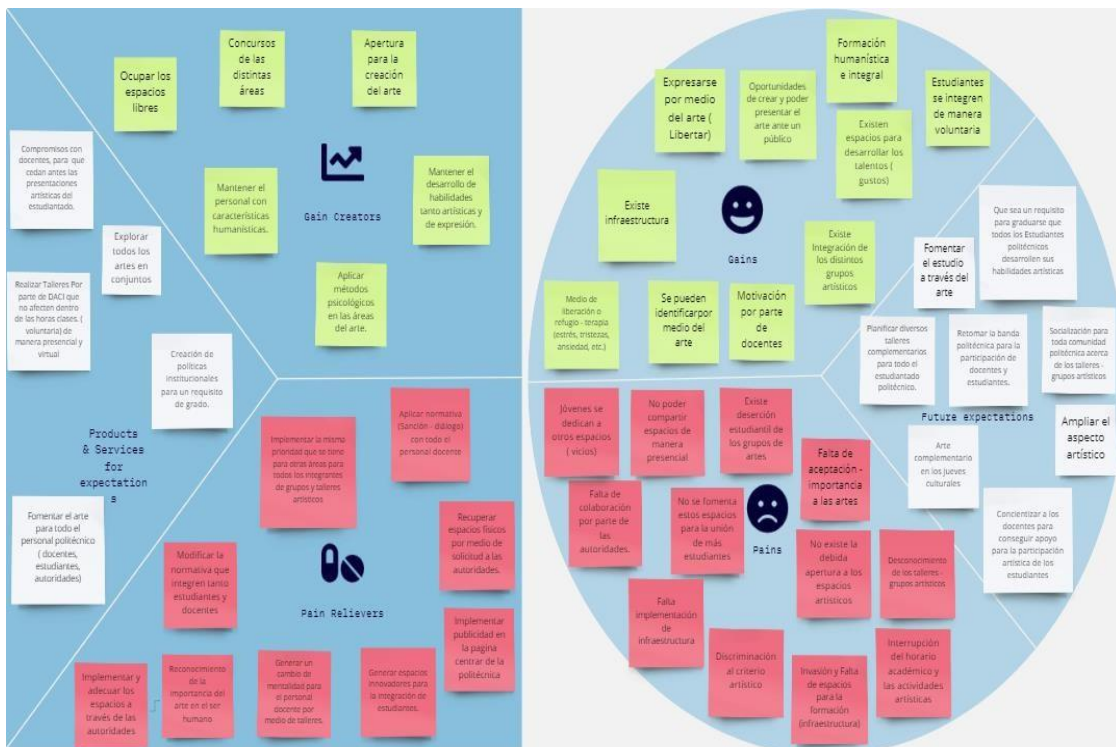 Ocupar los
espacios
libres
Concursos
de las
distintas
áreas
Apertura
para la
creación del
arte
Mantener el
personal con
características
humanísticas.
Gain Creators
Mantener el
desarrollo de
habilidades
tanto artísticas y
de expresión.
Aplicar
métodos
psicológicos
en las áreas
del arte.
Compromisos con
docentes, para que
cedan antes las
presentaciones
artísticas del
estudiantado.
Explorar
todos los
artes en
conjuntos
Realizar Talleres Por
parte de DACI que
no afecten dentro
de las horas clases. (
voluntaria) de
manera presencial y
virtual
Creación de
políticas
institucionales
para un requisito
de grado.
Products
& Services
for
expectation
s
Fomentar el arte
para todo el
personal politécnico
( docentes,
estudiantes,
autoridades)
Implementar la misma
prioridad que se tiene
para otras áreas para
todos los integrantes
de grupos y talleres
artísticos
Aplicar normativa
(Sanción - diálogo)
con todo el
personal docente
Modificar la
normativa que
integren tanto
estudiantes y
docentes
Recuperar
espacios físicos
por medio de
solicitud a las
autoridades.
Pain Relievers
Implementar
publicidad en
la pagina
centrar de la
politécnica
Implementar y
adecuar los
espacios a
través de las
autoridades
Reconocimiento
de la
importancia del
arte en el ser
humano
Generar un
cambio de
mentalidad para
el personal
docente por
medio de talleres.
Generar espacios
innovadores para
la integración de
estudiantes.
Expresarse
por medio
del arte (
Libertar)
Oportunidades
de crear y poder
presentar el
arte ante un
público
Formación
humanística
e integral
Estudiantes
se integren
de manera
voluntaria
Existen
espacios para
desarrollar los
talentos (
gustos)
Existe
infraestructura
Gains
Existe
Integración de
los distintos
grupos
artísticos
Medio de
liberación o
refugio - terapia
(estrés, tristezas,
ansiedad, etc.)
Se pueden
identificarpor
medio del
arte
Motivación
por parte
de
docentes
Que sea un requisito
para graduarse que
todos los Estudiantes
politécnicos
desarrollen sus
habilidades artísticas
Fomentar
el estudio
a través del
arte
Planificar diversos
talleres
complementarios
para todo el
estudiantado
politécnico.
Retomar la banda
politécnica para la
participación de
docentes y
estudiantes.
Socialización para
toda comunidad
politécnica acerca
de los talleres -
grupos artísticos
Future expectations
Ampliar el
aspecto
artístico
Arte
complementario
en los Jueves
culturales
Concientizar a los
docentes para
conseguir apoyo
para la participación
artística de los
estudiantes
Jóvenes se
dedican a
otros espacios
( vicios)
No poder
compartir
espacios de
manera
presencial
Existe
deserción
estudiantil de
los grupos de
artes
Falta de
aceptación -
importancia
a las artes
Falta de
colaboración
por parte de
las
autoridades.
No se fomenta
estos espacios
para la unión de
más
estudiantes
Pains
No existe la
debida
apertura a los
espacios
artísticos
Desconocimiento
de los talleres -
grupos artísticos
Falta
implementación
de
infraestructura
Discriminación
al criterio
artístico
Invasión y Falta
de espacios
para la
formación
(infraestructura)
Interrupción
del horario
académico y
las actividades
artísticas